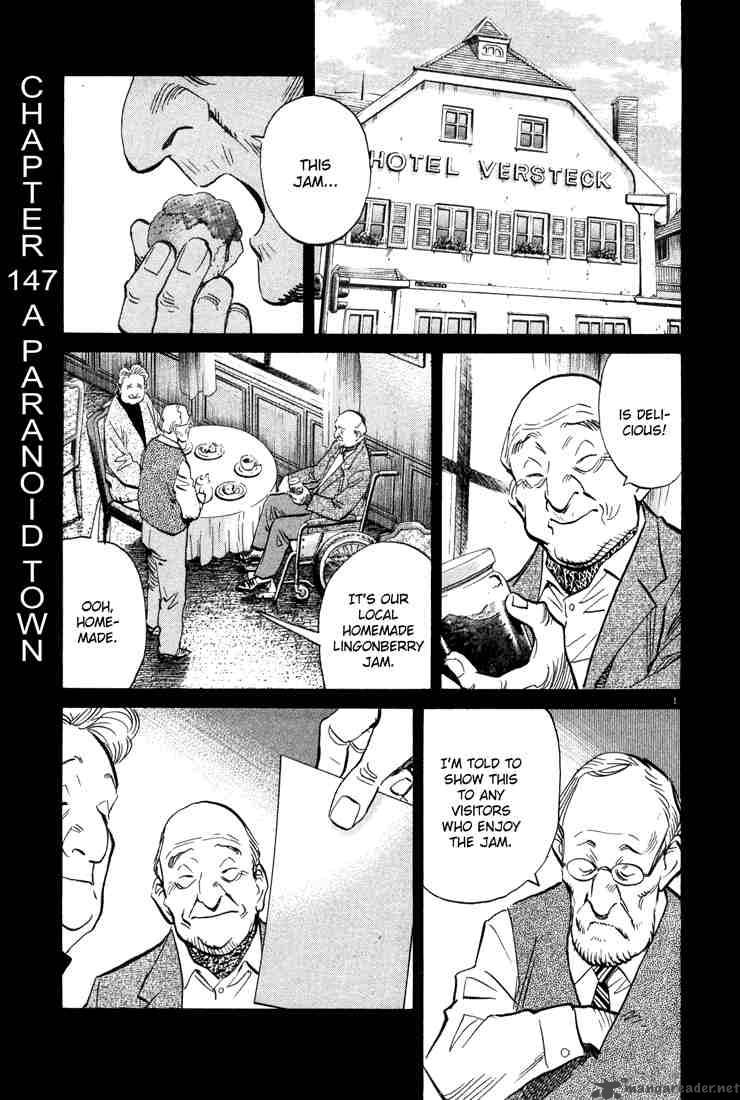 CHAPTER 147 A PARANOID TOWN
HOTEL VERSTECK
THIS
JAM...
IS DELI-
CIOUS!
IT'S OUR
LOCAL
HOMEMADE
LINGONBERRY
JAM.
OOH,
HOME-
MADE.
1
I'M TOLD TO
SHOW THIS
TO ANY
VISITORS
WHO ENJOY
THE JAM.
mangareader.net